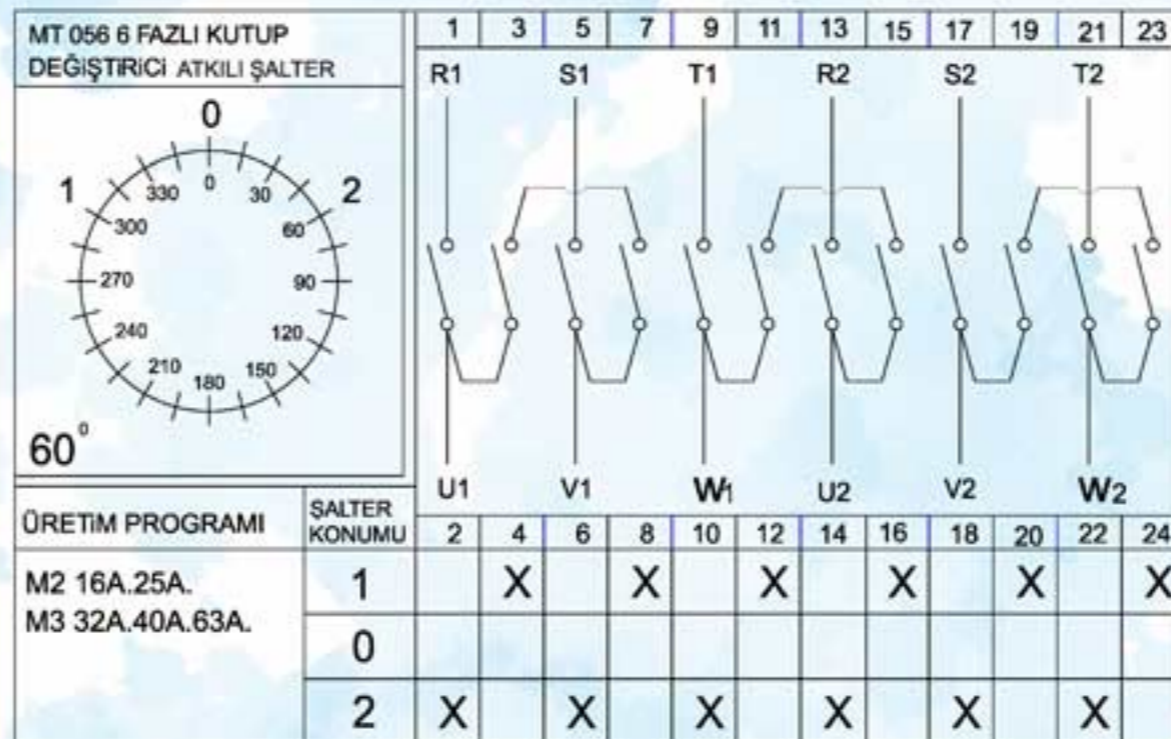 MT 056 6 FAZLI KUTUP
DEĞİŞTİRİCİ ATKILI ŞALTER
0
1
2
0
30
60
90
120
150
180
210
240
270
300
330
60°
1 3 5 7 9 11 13 15 17 19 21 23
R1 S1 T1 R2 S2 T2
U1 V1 W1 U2 V2 W2
ÜRETİM PROGRAMI
ŞALTER
KONUMU
2 4 6 8 10 12 14 16 18 20 22 24
M2 16A.25A.
M3 32A.40A.63A.
1 X X X X X X
0
2 X X X X X X